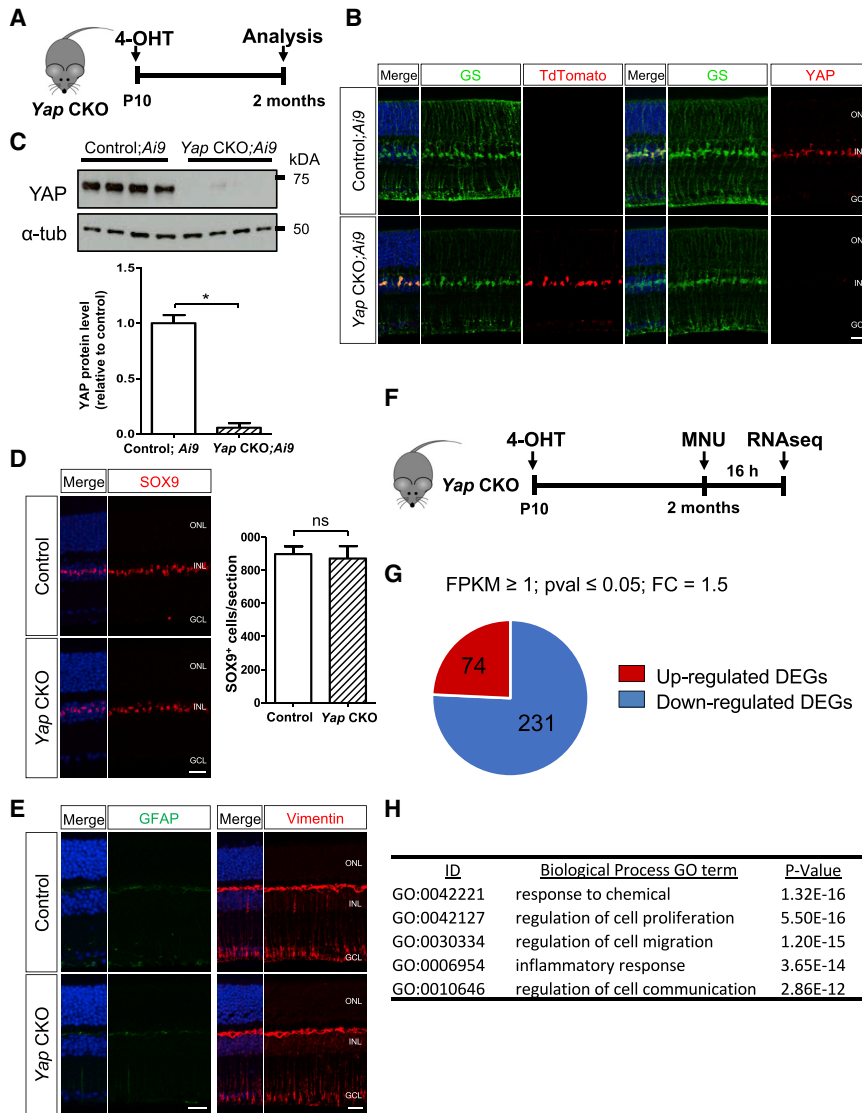 A
4-OHT
Analysis
Yap CKO
P10
2 months
B
Merge
GS
TdTomato
Merge
GS
YAP
Control;Ai9
ON
IN
GC
Yap CKO;Ai9
ON
IN
GC
C
Control;Ai9
Yap CKO;Ai9
kDA
YAP
75
α-tub
50
YAP protein level
(relative to control)
1.5
1.0
0.5
0.0
*
Control; Ai9
Yap CKO;Ai9
D
Merge
SOX9
Control
ONL
INL
GCL
Yap CKO
ONL
INL
GCL
SOX9+ cells/section
000
800
600
400
200
0
ns
Control
Yap CKO
E
Merge
GFAP
Merge
Vimentin
Control
ONL
INL
GCL
Yap CKO
ONL
INL
GCL
F
4-OHT
MNU
RNAseq
16 h
Yap CKO
P10
2 months
G
FPKM ≥ 1; pval ≤ 0.05; FC = 1.5
74
231
Up-regulated DEGs
Down-regulated DEGs
H
ID Biological Process GO term P-Value
GO:0042221 response to chemical 1.32E-16
GO:0042127 regulation of cell proliferation 5.50E-16
GO:0030334 regulation of cell migration 1.20E-15
GO:0006954 inflammatory response 3.65E-14
GO:0010646 regulation of cell communication 2.86E-12